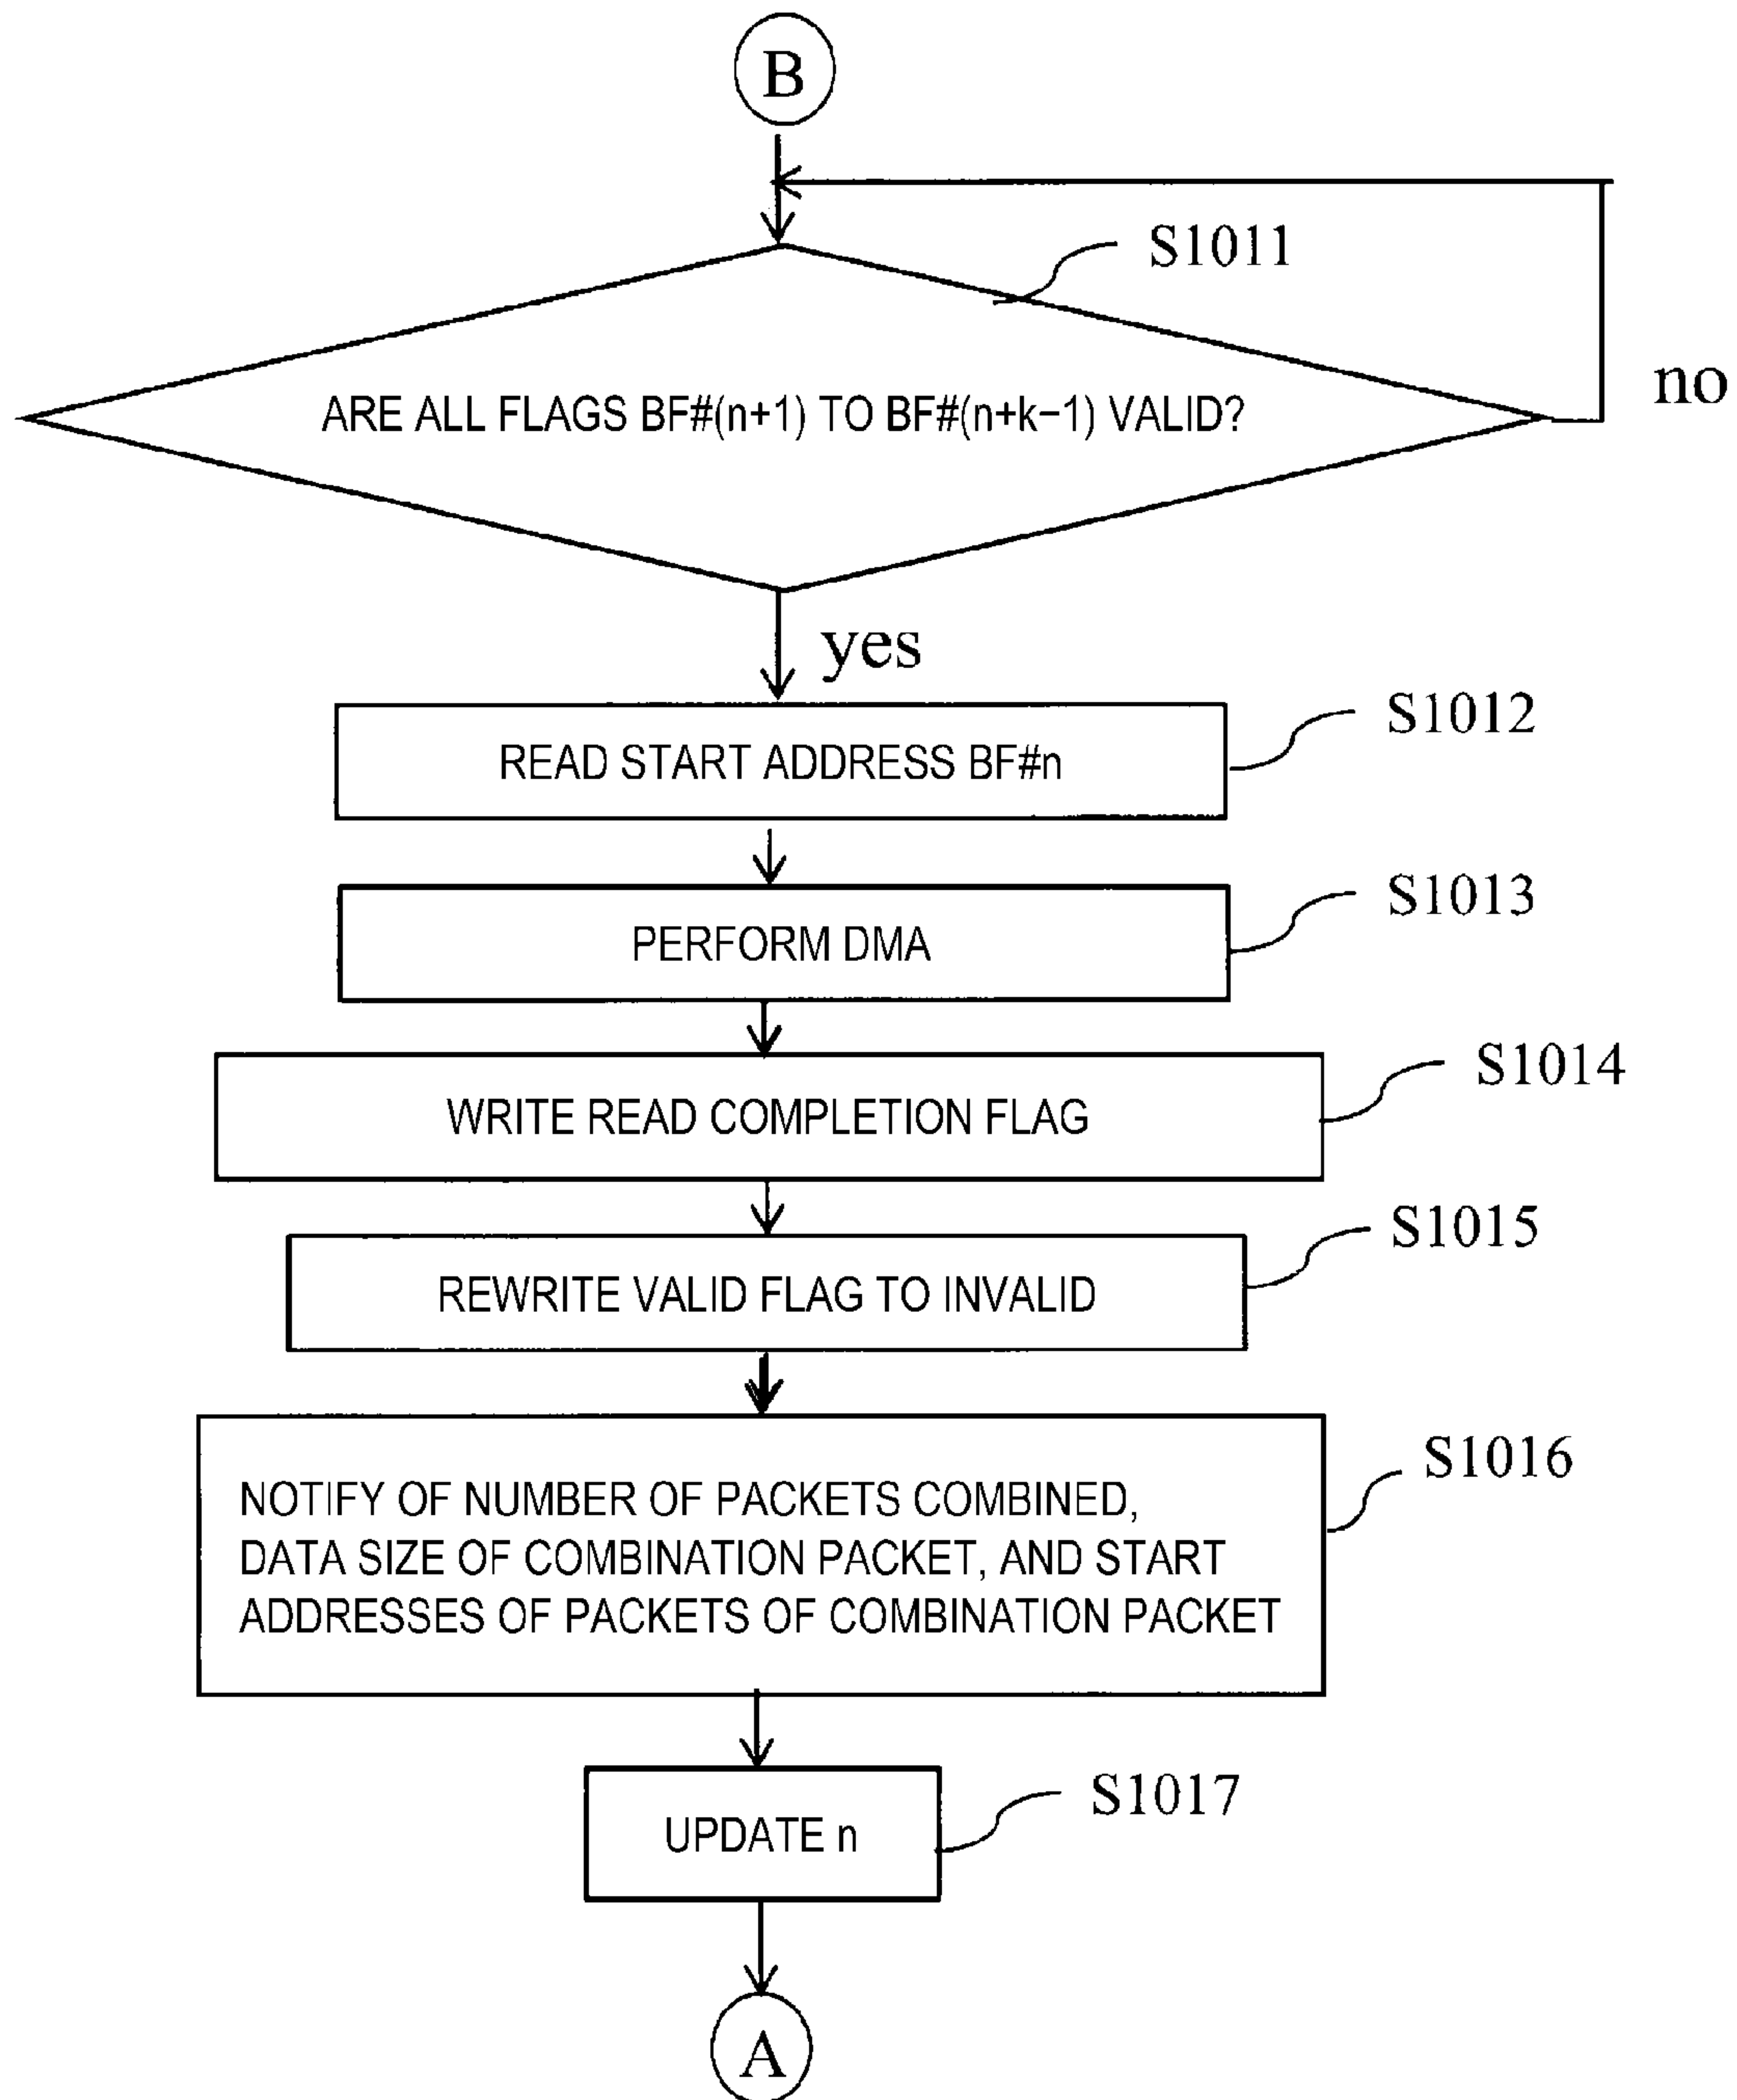 B
S1011
ARE ALL FLAGS BF#(n+1) TO BF#(n+k−1) VALID?
no
yes
S1012
READ START ADDRESS BF#n
S1013
PERFORM DMA
S1014
WRITE READ COMPLETION FLAG
S1015
REWRITE VALID FLAG TO INVALID
S1016
NOTIFY OF NUMBER OF PACKETS COMBINED,
DATA SIZE OF COMBINATION PACKET, AND START
ADDRESSES OF PACKETS OF COMBINATION PACKET
S1017
UPDATE n
A